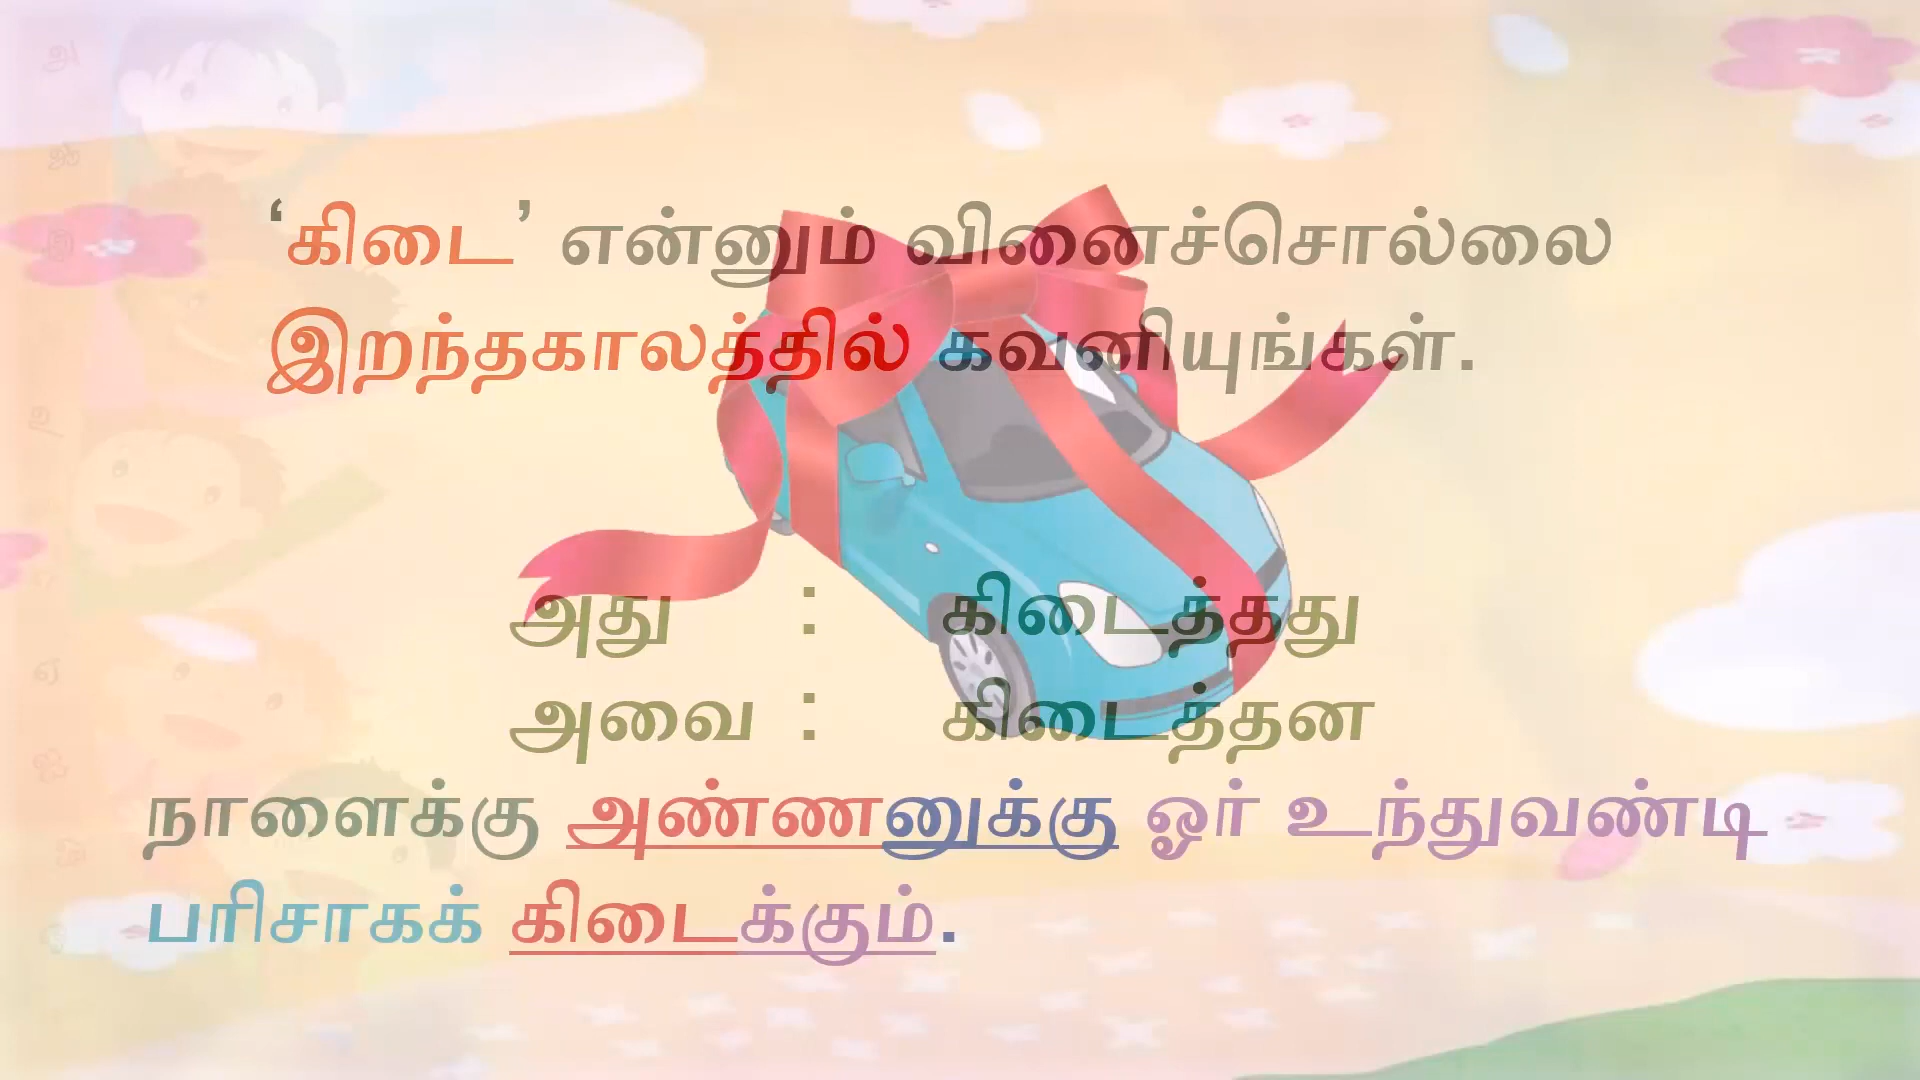 ‘கிடை’ என்னும் வினைச்சொல்லை
இறந்தகாலத்தில் கவனியுங்கள்.
அது : கிடைத்தது
அவை : கிடைத்தன
நாளைக்கு அண்ணனுக்கு ஓர் உந்துவண்டி
பரிசாகக் கிடைக்கும்.